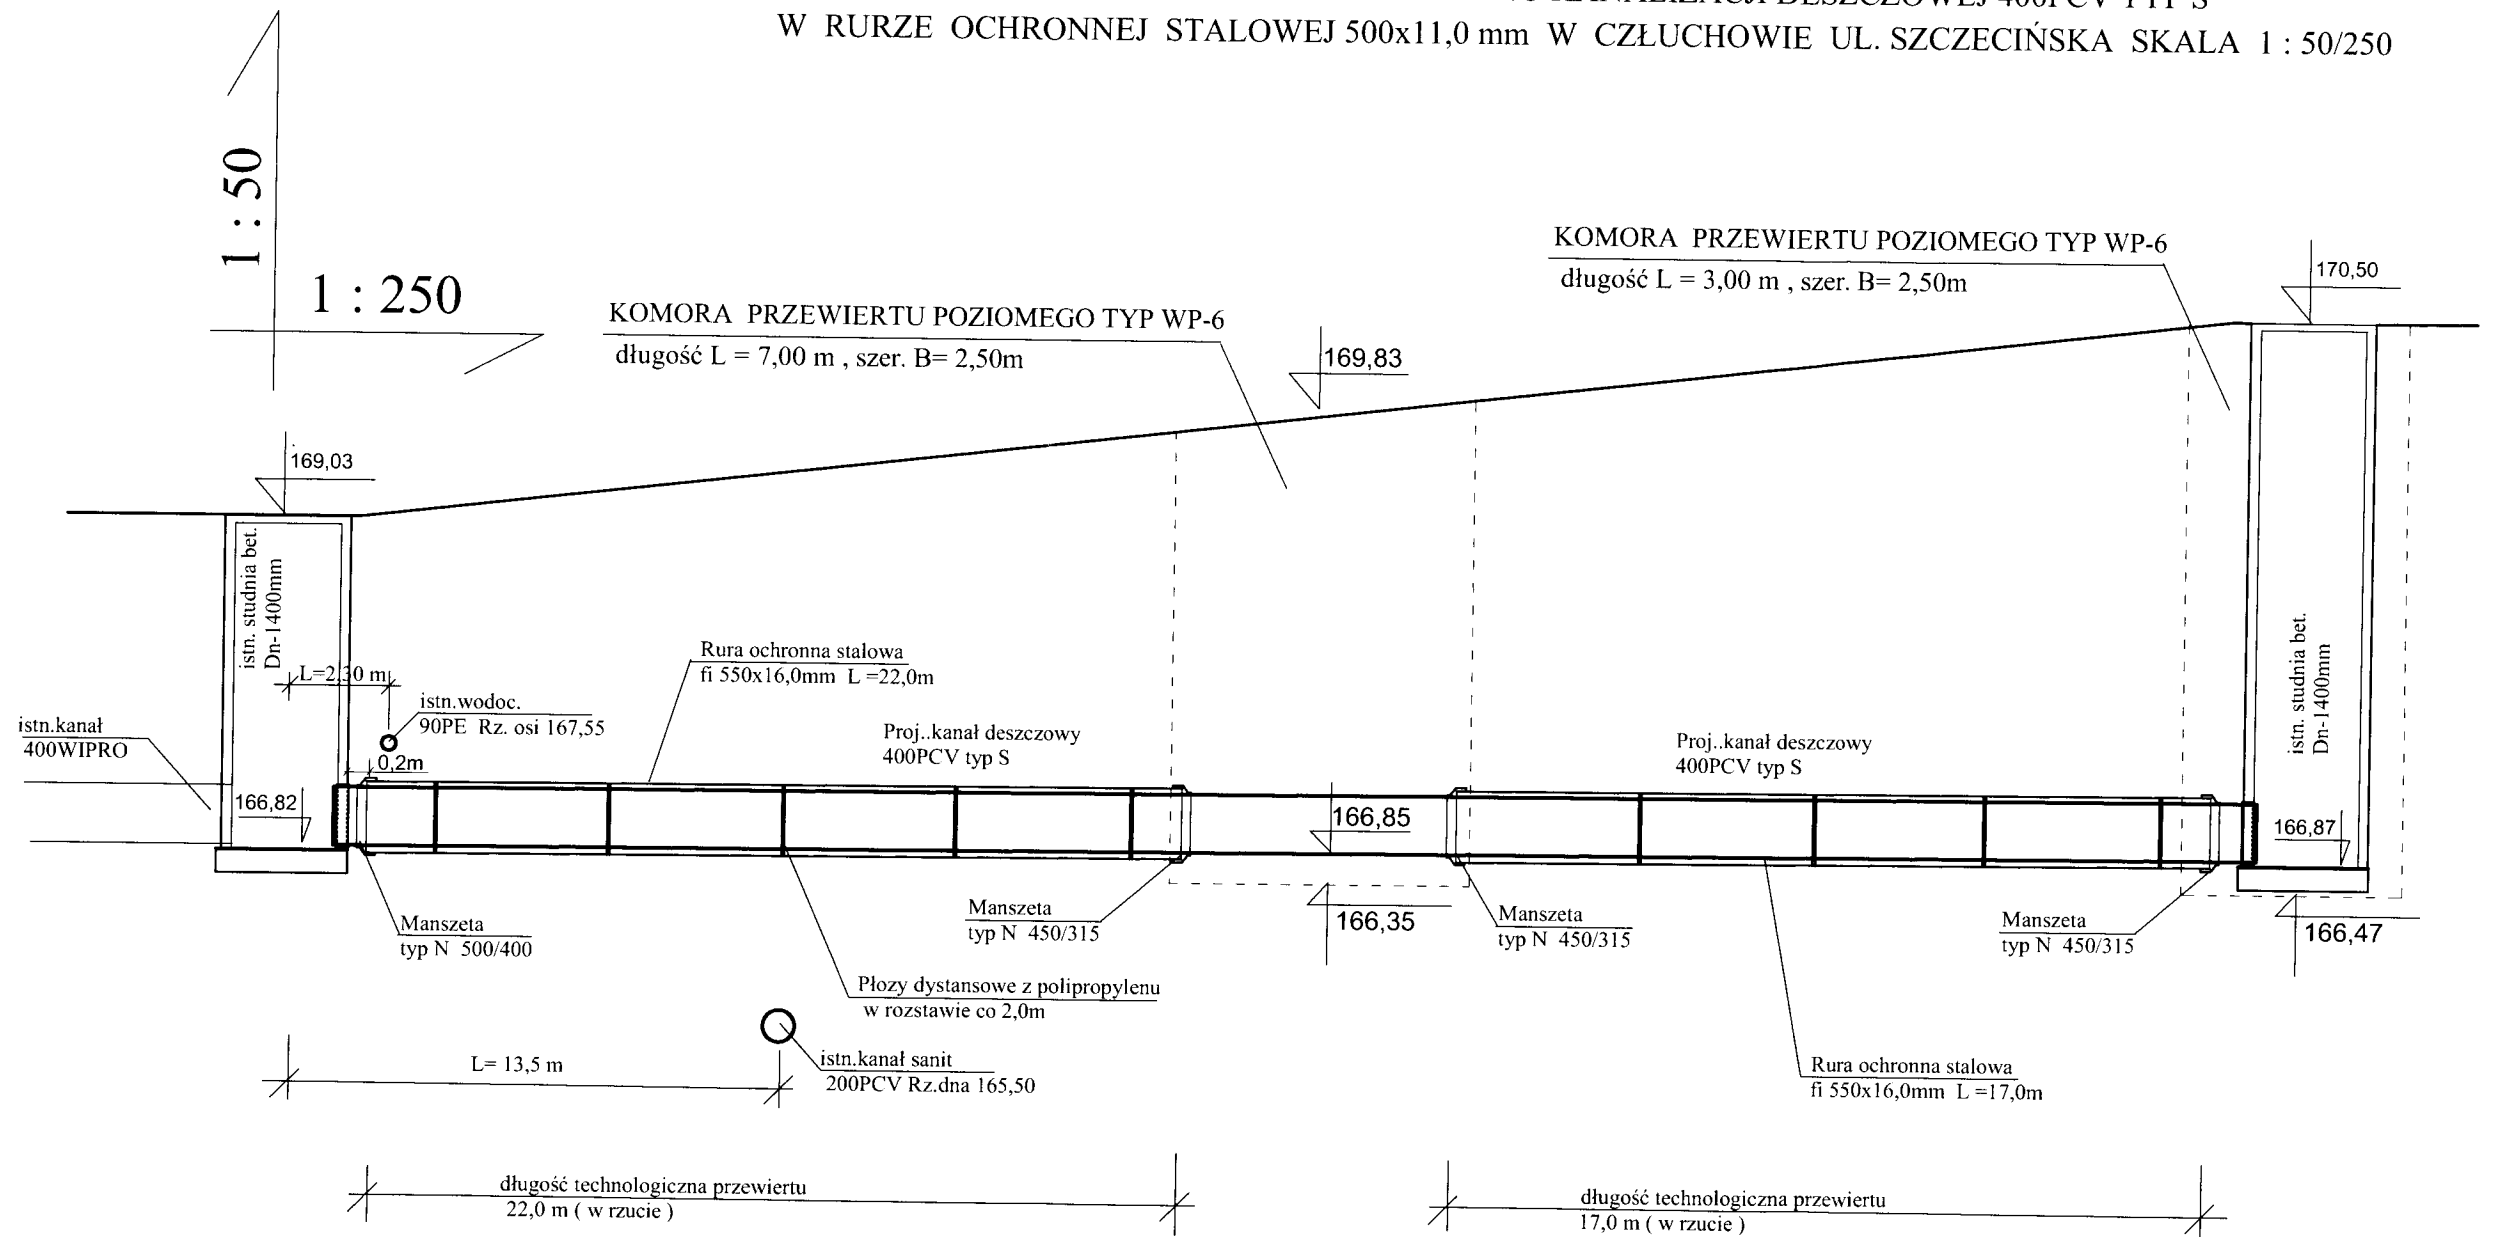 KANALIZACJI DESZCZOWEJ 400PCV TYP S
W RURZE OCHRONNEJ STALOWEJ 500x11,0 mm W CZŁUCHOWIE UL. SZCZECIŃSKA SKALA 1 : 50/250
1 : 50
1 : 250
KOMORA PRZEWIERTU POZIOMEGO TYP WP-6
długość L = 3,00 m , szer. B= 2,50m
170,50
KOMORA PRZEWIERTU POZIOMEGO TYP WP-6
długość L = 7,00 m , szer. B= 2,50m
169,83
169,03
istn. studnia bet.
Dn-1400mm
L=2,30 m
istn.wodoc.
90PE Rz. osi 167,55
0,2m
istn.kanał
400WIPRO
166,82
Rura ochronna stalowa
fi 550x16,0mm L =22,0m
Proj..kanał deszczowy
400PCV typ S
Proj..kanał deszczowy
400PCV typ S
istn. studnia bet.
Dn-1400mm
166,85
166,87
Manszeta
typ N 500/400
Manszeta
typ N 450/315
166,35
Manszeta
typ N 450/315
Manszeta
typ N 450/315
166,47
Płozy dystansowe z polipropylenu
w rozstawie co 2,0m
L= 13,5 m
istn.kanał sanit
200PCV Rz.dna 165,50
Rura ochronna stalowa
fi 550x16,0mm L =17,0m
długość technologiczna przewiertu
22,0 m ( w rzucie )
długość technologiczna przewiertu
17,0 m ( w rzucie )